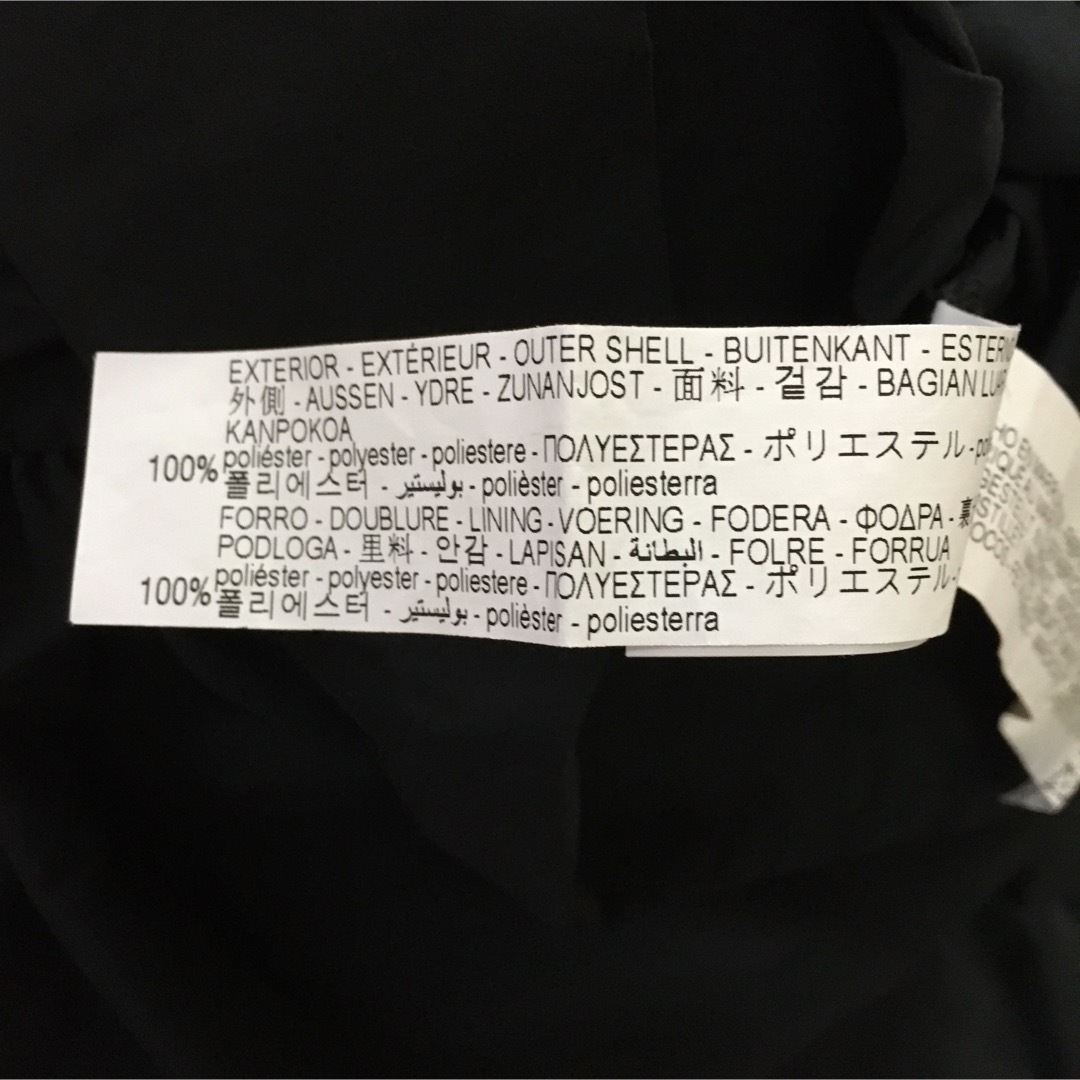 EXTERIOR - EXTÉRIEUR - OUTER SHELL - BUITENKANT -
外側 - AUSSEN - YDRE - ZUNANJOST - 面料 - 겉감 - BAGIAN
KANPOKOA
100% poliéster - polyester - poliestere - ΠΟΛΥΕΣΤΕΡΑΣ - ポリエステル -
폴리에스터 - بوليستير - polièster - poliesterra
FORRO - DOUBLURE - LINING - VOERING - FODERA - ΦΟΔΡΑ -
PODLOGA - 里料 - 안감 - LAPISAN - البطانة - FOLRE - FORRUA
100% poliéster - polyester - poliestere - ΠΟΛΥΕΣΤΕΡΑΣ - ポリエステル -
폴리에스터 - بوليستير - polièster - poliesterra